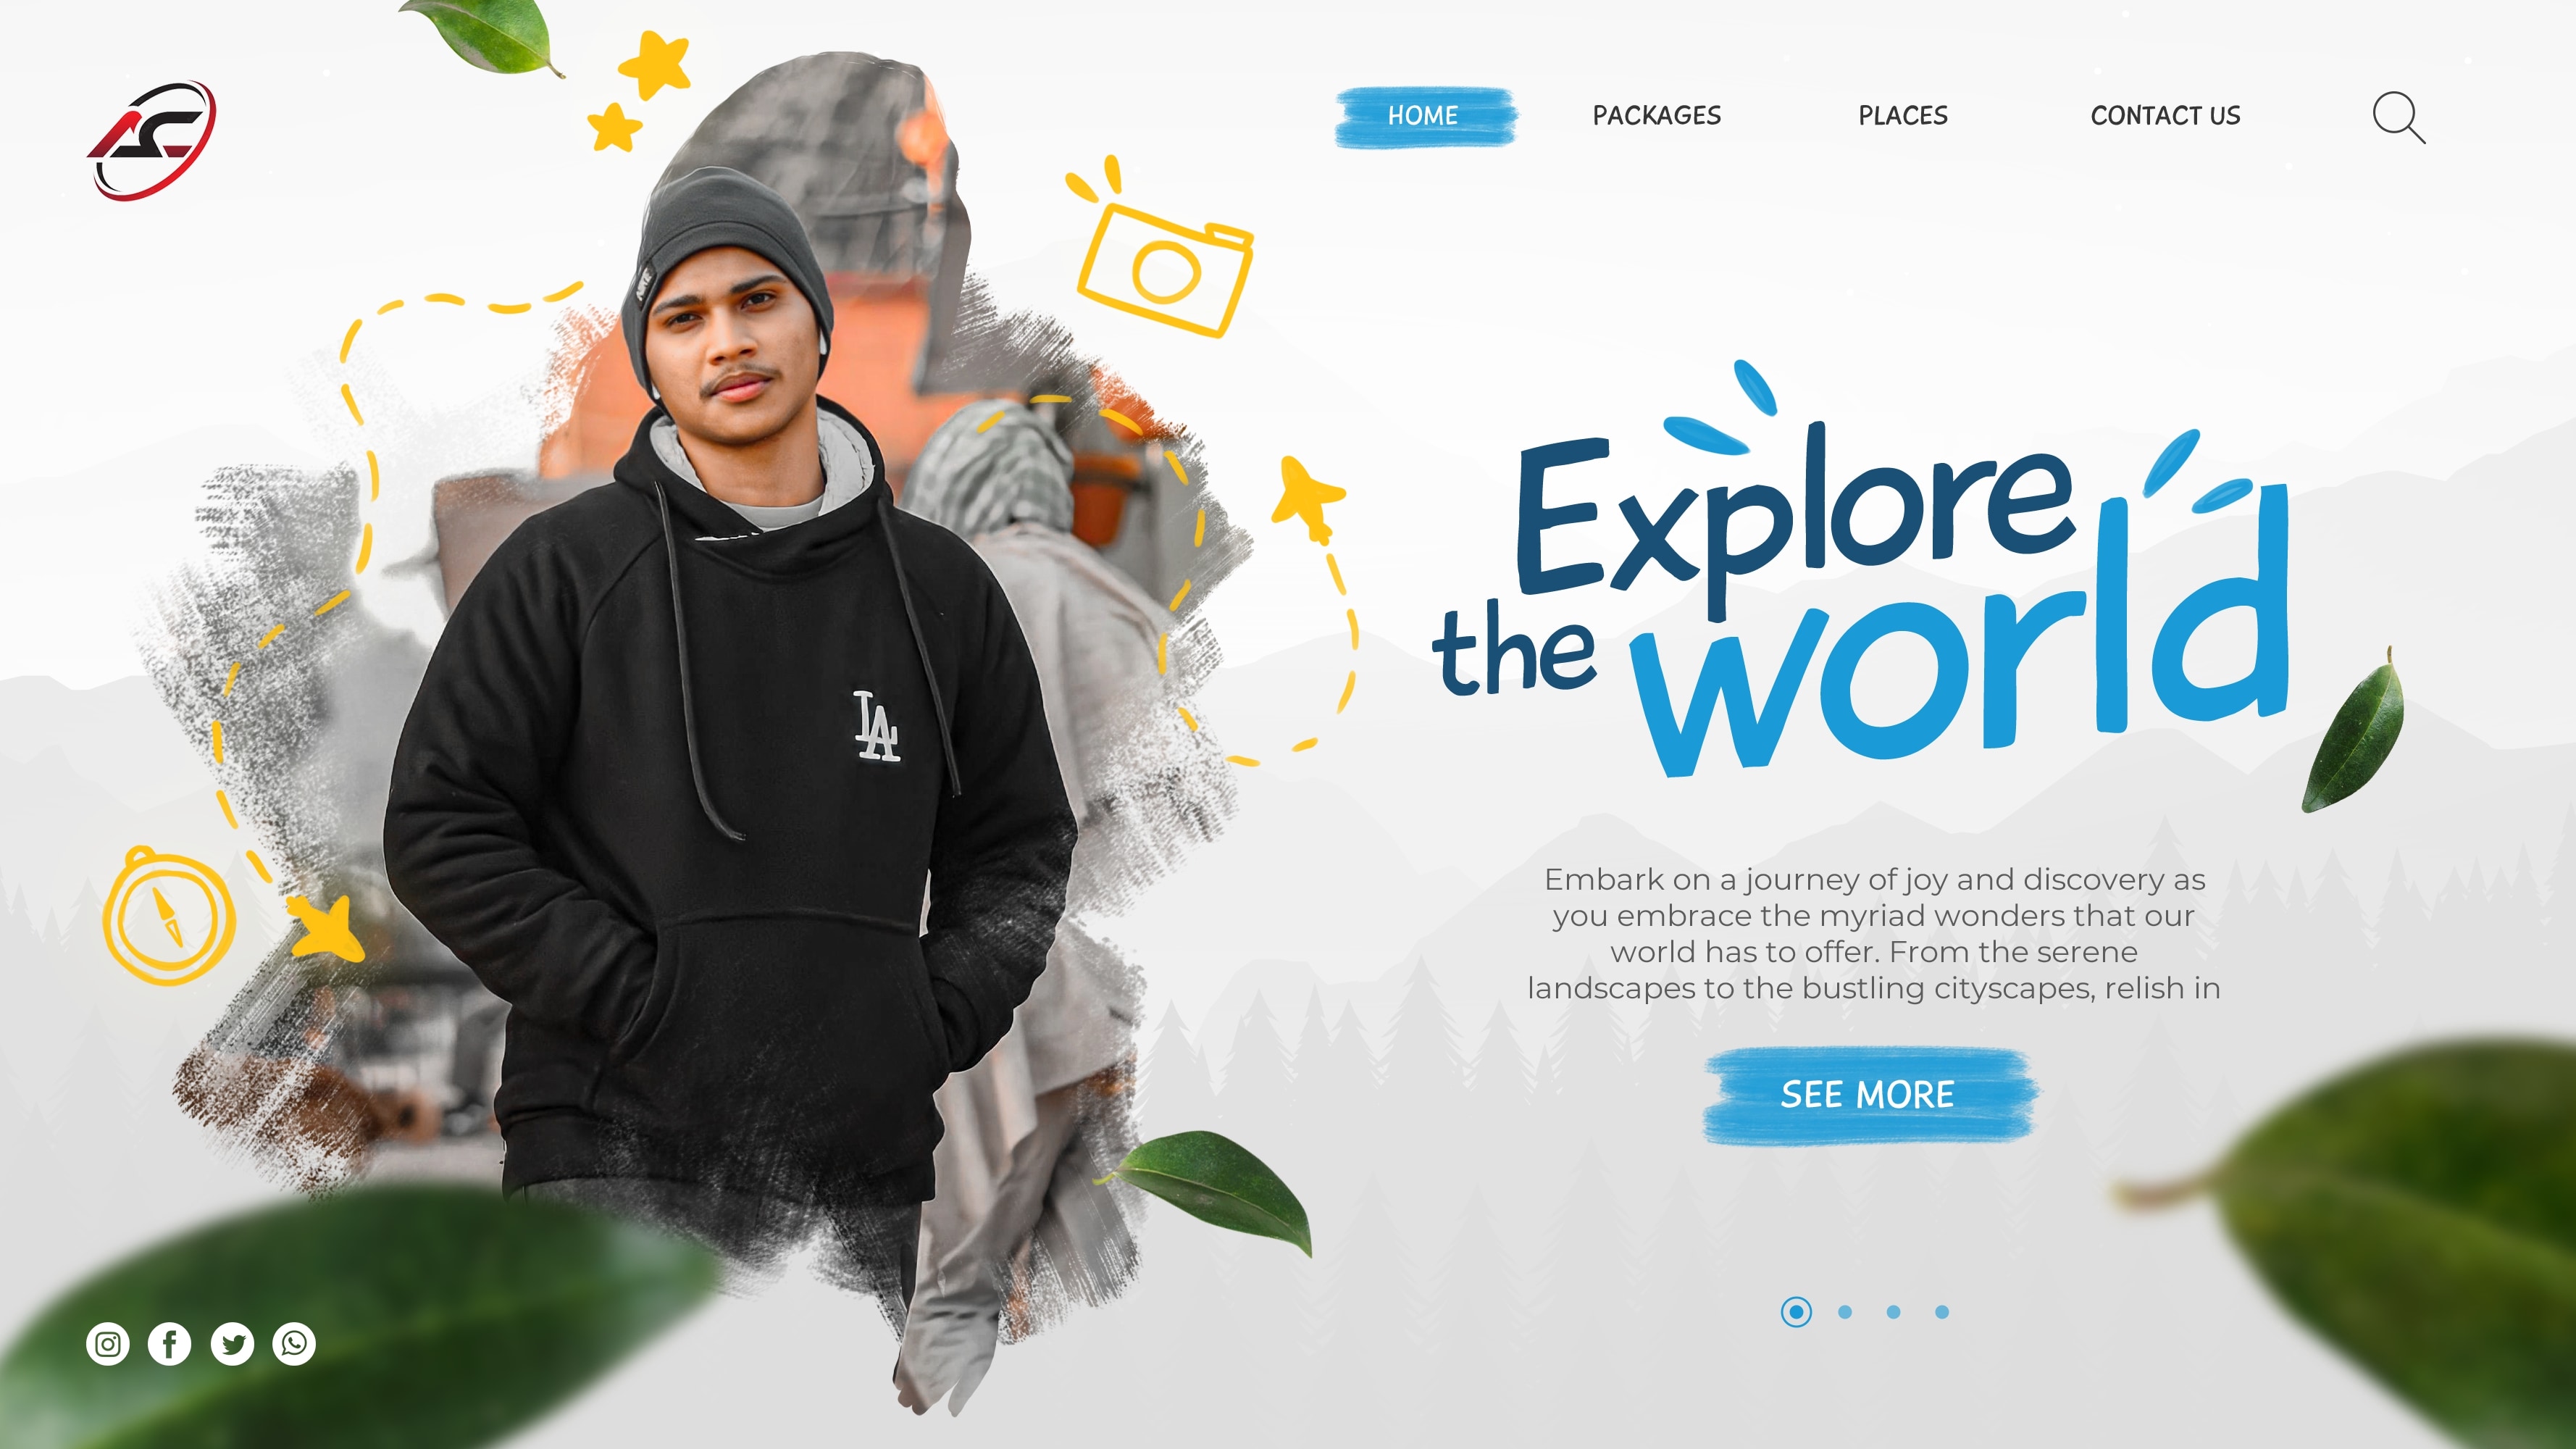 ASC
HOME PACKAGES PLACES CONTACT US
Explore
the world
LA
Embark on a journey of joy and discovery as
you embrace the myriad wonders that our
world has to offer. From the serene
landscapes to the bustling cityscapes, relish in
SEE MORE